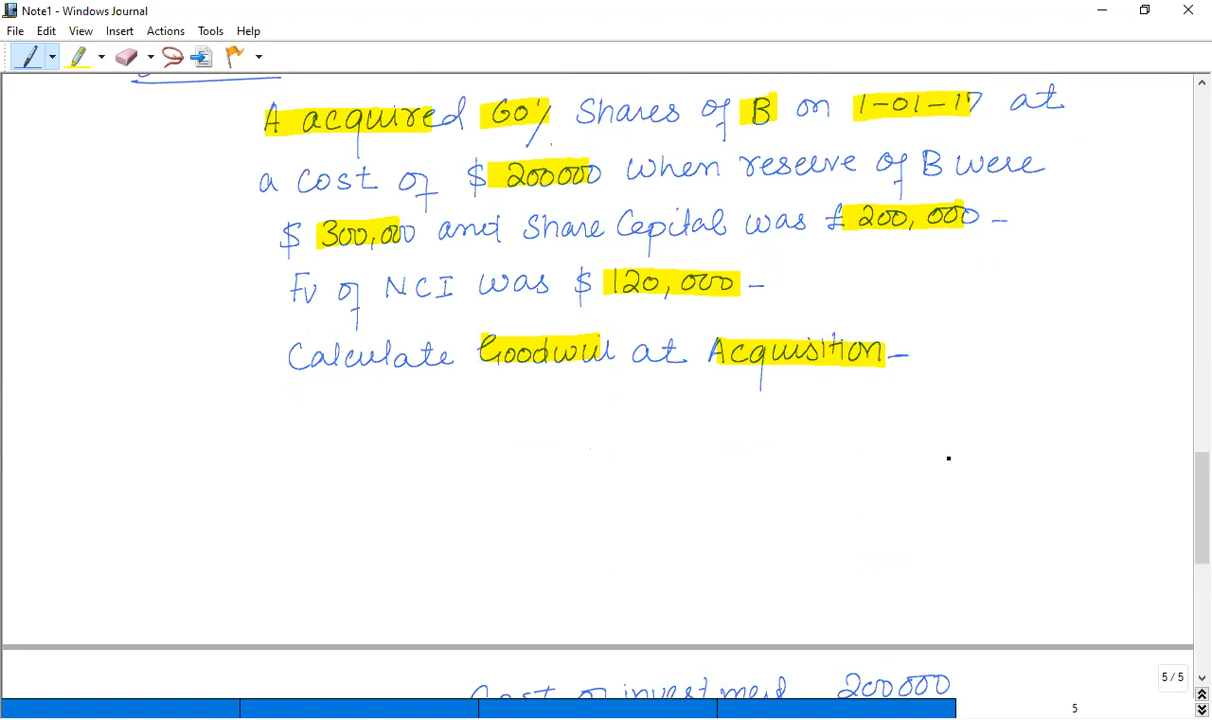 Note1 - Windows Journal
File Edit View Insert Actions Tools Help
A acquired 60% Shares of B on 1-01-17 at
a cost of $ 200000 when reserve of B were
$ 300,000 and Share Capital was £ 200,000 -
Fv of NCI was $ 120,000 -
Calculate Goodwill at Acquisition -
5 / 5
Cost of investment 200000
5